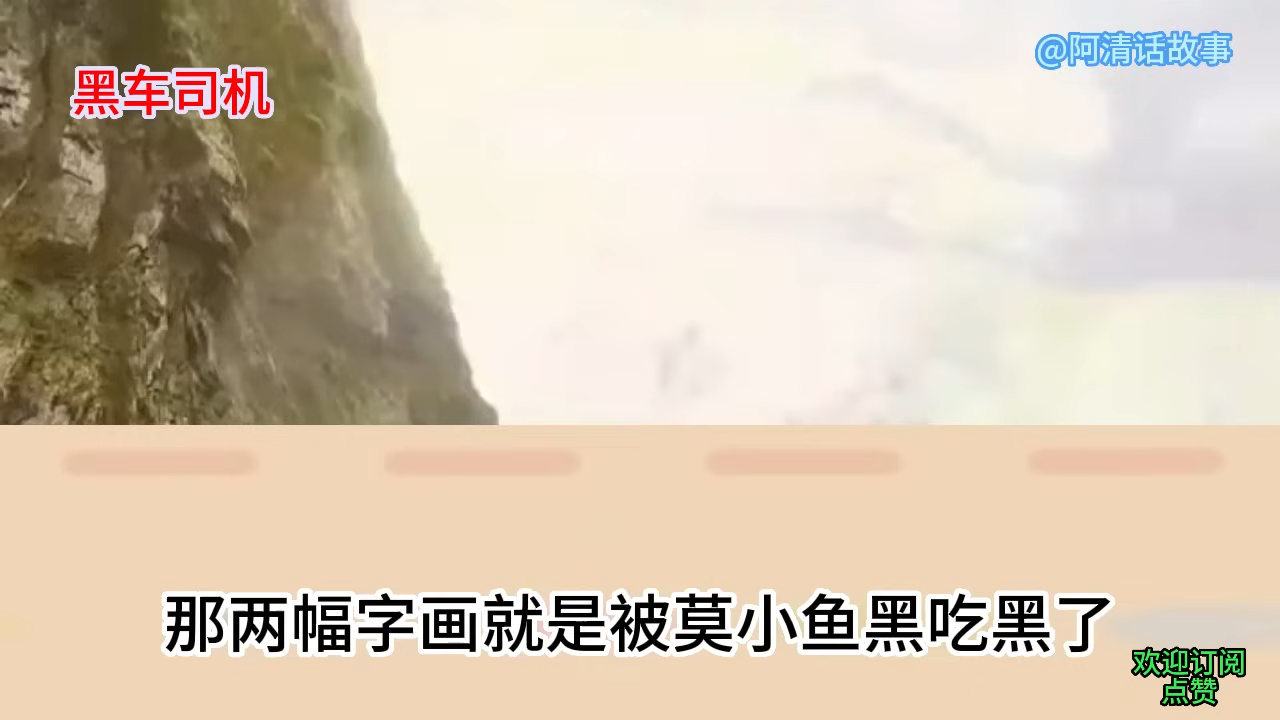 @阿清话故事
黑车司机
那两幅字画就是被莫小鱼黑吃黑了
欢迎订阅
点赞